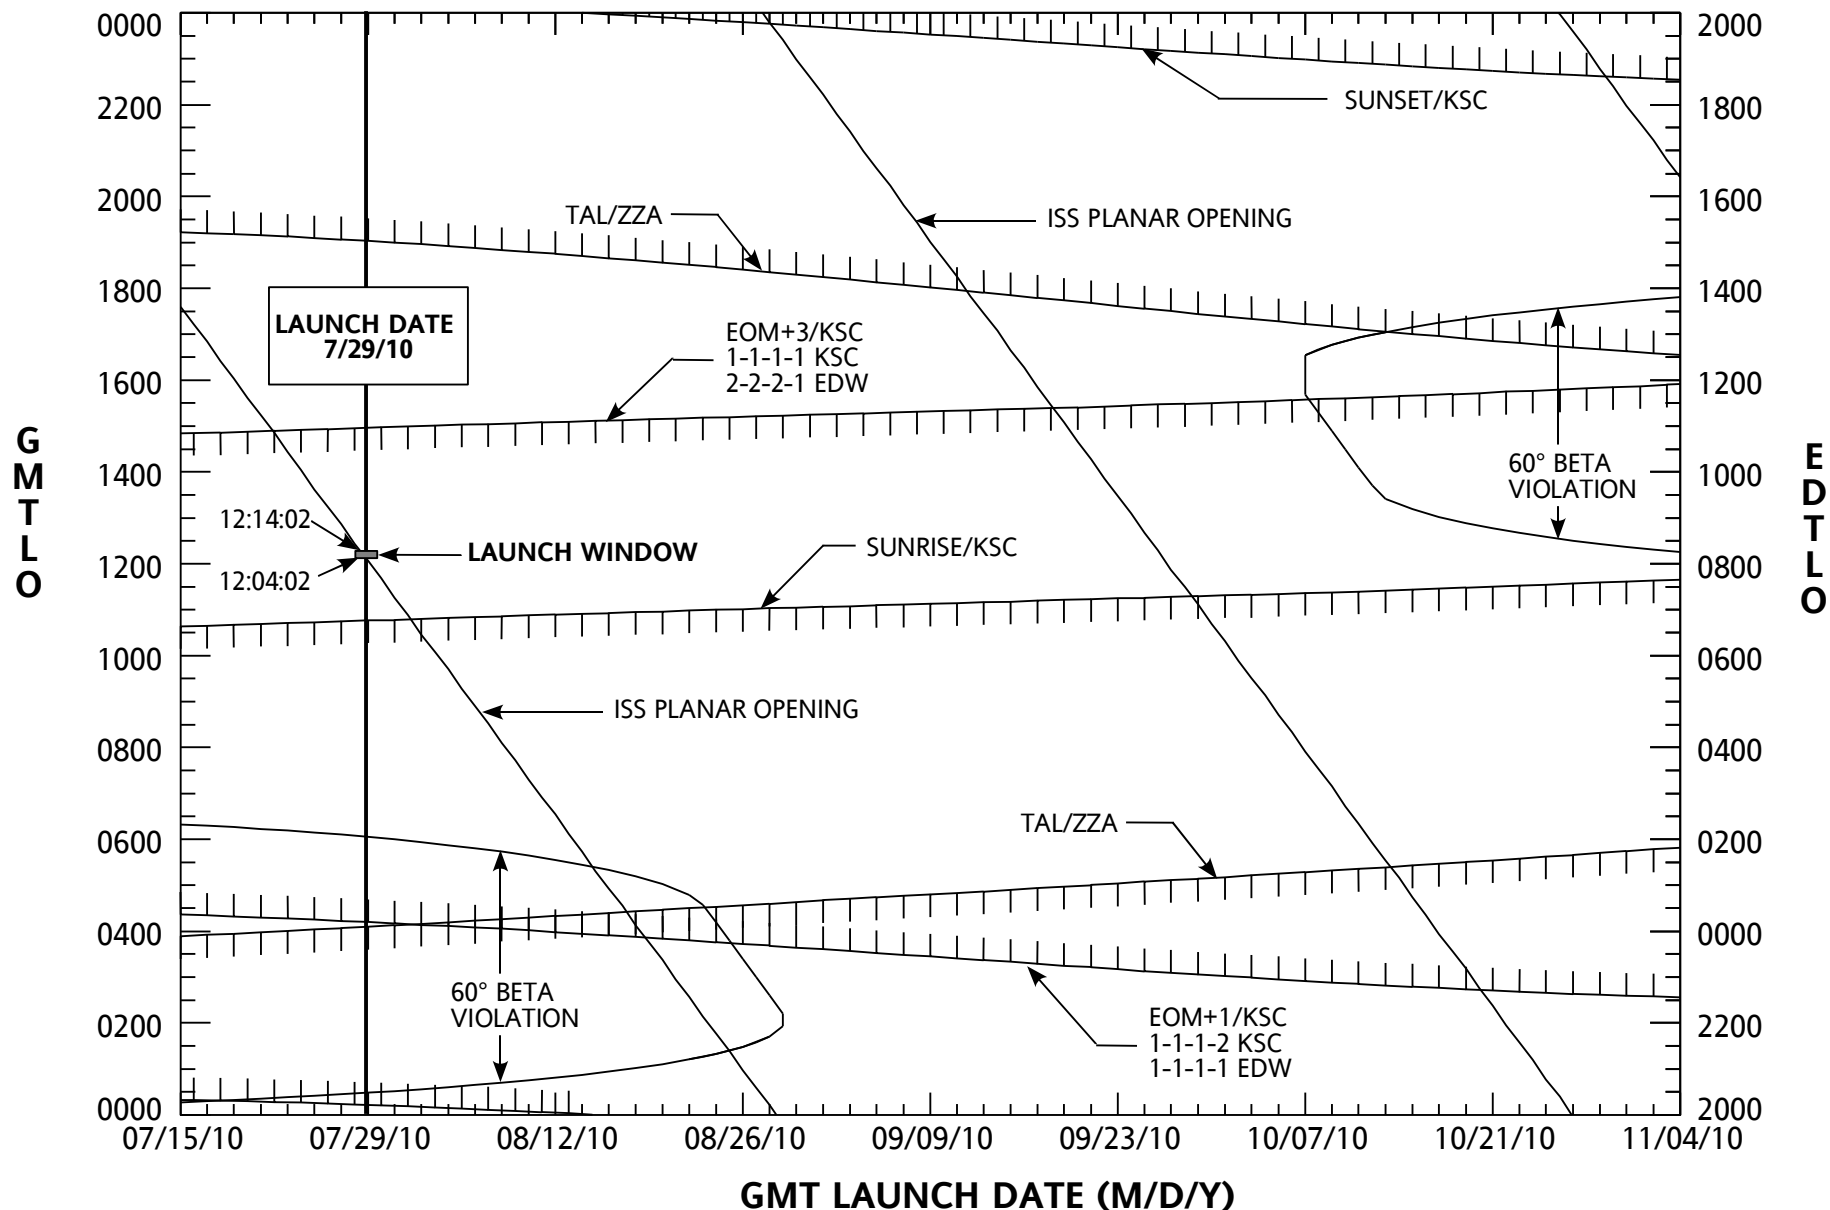 0000
2200
2000
1800
1600
1400
1200
1000
0800
0600
0400
0200
0000
2000
1800
1600
1400
1200
1000
0800
0600
0400
0200
0000
2200
2000
GMTLO
EDTLO
SUNSET/KSC
TAL/ZZA
ISS PLANAR OPENING
LAUNCH DATE
7/29/10
EOM+3/KSC
1-1-1-1 KSC
2-2-2-1 EDW
60° BETA
VIOLATION
12:14:02
LAUNCH WINDOW
12:04:02
SUNRISE/KSC
ISS PLANAR OPENING
TAL/ZZA
60° BETA
VIOLATION
EOM+1/KSC
1-1-1-2 KSC
1-1-1-1 EDW
07/15/10 07/29/10 08/12/10 08/26/10 09/09/10 09/23/10 10/07/10 10/21/10 11/04/10
GMT LAUNCH DATE (M/D/Y)